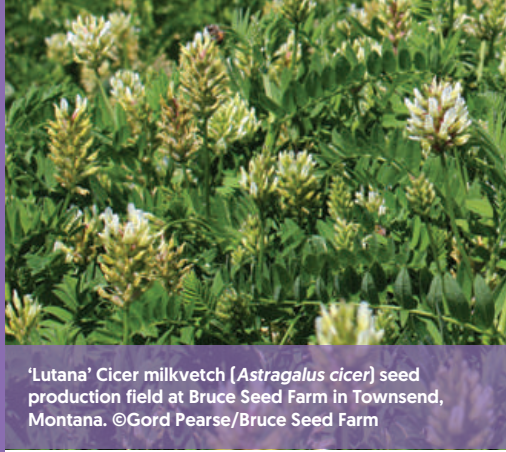 ‘Lutana’ Cicer milkvetch (Astragalus cicer) seed
production field at Bruce Seed Farm in Townsend,
Montana. ©Gord Pearse/Bruce Seed Farm